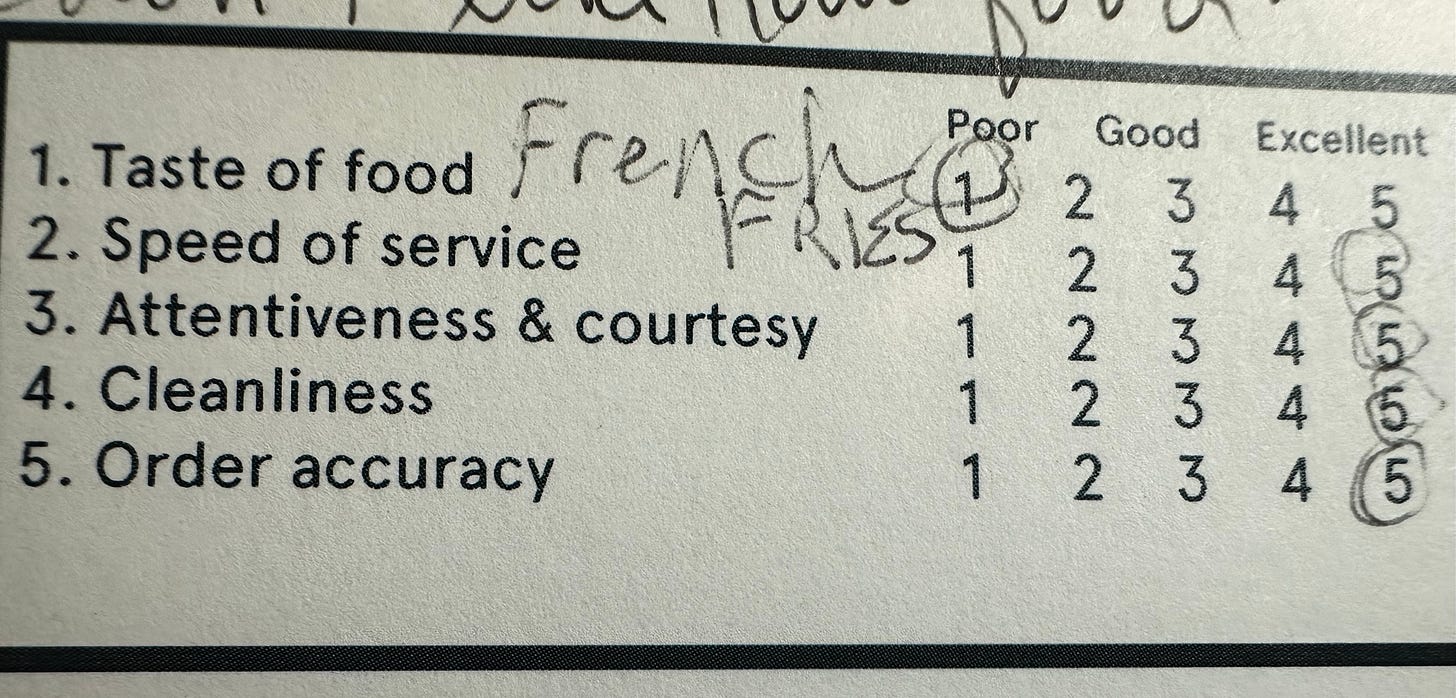 your food
Poor Good Excellent
1. Taste of food French 1 2 3 4 5
FRIES
2. Speed of service 1 2 3 4 5
3. Attentiveness & courtesy 1 2 3 4 5
4. Cleanliness 1 2 3 4 5
5. Order accuracy 1 2 3 4 5